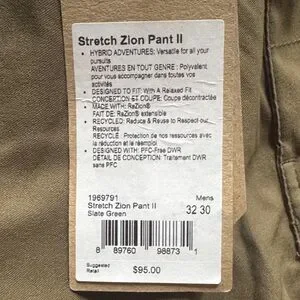 Stretch Zion Pant II
• HYBRID ADVENTURES: Versatile for all your
pursuits
AVENTURES EN TOUT GENRE : Polyvalent
pour vous accompagner dans toutes vos
activités
• DESIGNED TO FIT: With A Relaxed Fit
CONCEPTION ET COUPE: Coupe décontractée
• MADE WITH: ReZion®
FAIT DE: ReZion® extensible
• RECYCLED: Reduce & Reuse to Respect our
Resources
RECYCLÉ : Protection de nos ressources avec
la réduction et le réemploi
• DESIGNED WITH: PFC-Free DWR
DÉTAIL DE CONCEPTION: Traitement DWR
sans PFC
1969791 Mens
Stretch Zion Pant II 32 30
Slate Green
8 89760 98873 1
Suggested
Retail $95.00